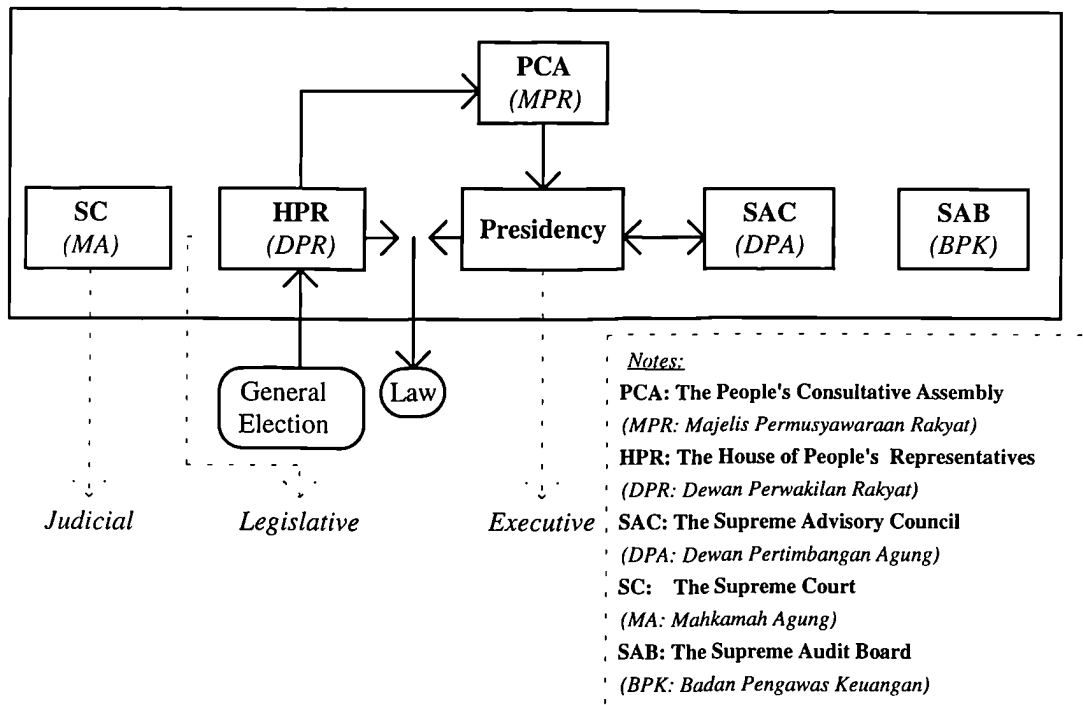 PCA
(MPR)
SC
(MA)
HPR
(DPR)
Presidency
SAC
(DPA)
SAB
(BPK)
General
Election
Law
Judicial
Legislative
Executive
Notes:
PCA: The People's Consultative Assembly
(MPR: Majelis Permusyawaraan Rakyat)
HPR: The House of People's Representatives
(DPR: Dewan Perwakilan Rakyat)
SAC: The Supreme Advisory Council
(DPA: Dewan Pertimbangan Agung)
SC: The Supreme Court
(MA: Mahkamah Agung)
SAB: The Supreme Audit Board
(BPK: Badan Pengawas Keuangan)